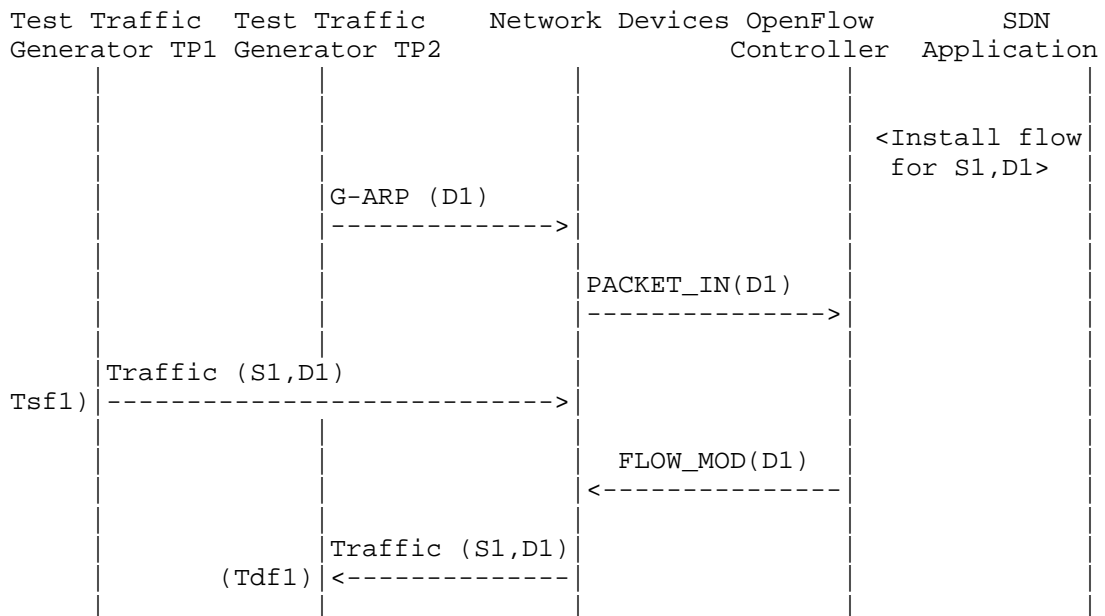 Test Traffic Test Traffic Network Devices OpenFlow SDN
Generator TP1 Generator TP2 Controller Application
<Install flow
for S1,D1>
G-ARP (D1)
-------------->
PACKET_IN(D1)
--------------->
Traffic (S1,D1)
Tsf1) ---------------------------->
FLOW_MOD(D1)
<---------------
Traffic (S1,D1)
(Tdf1) <--------------